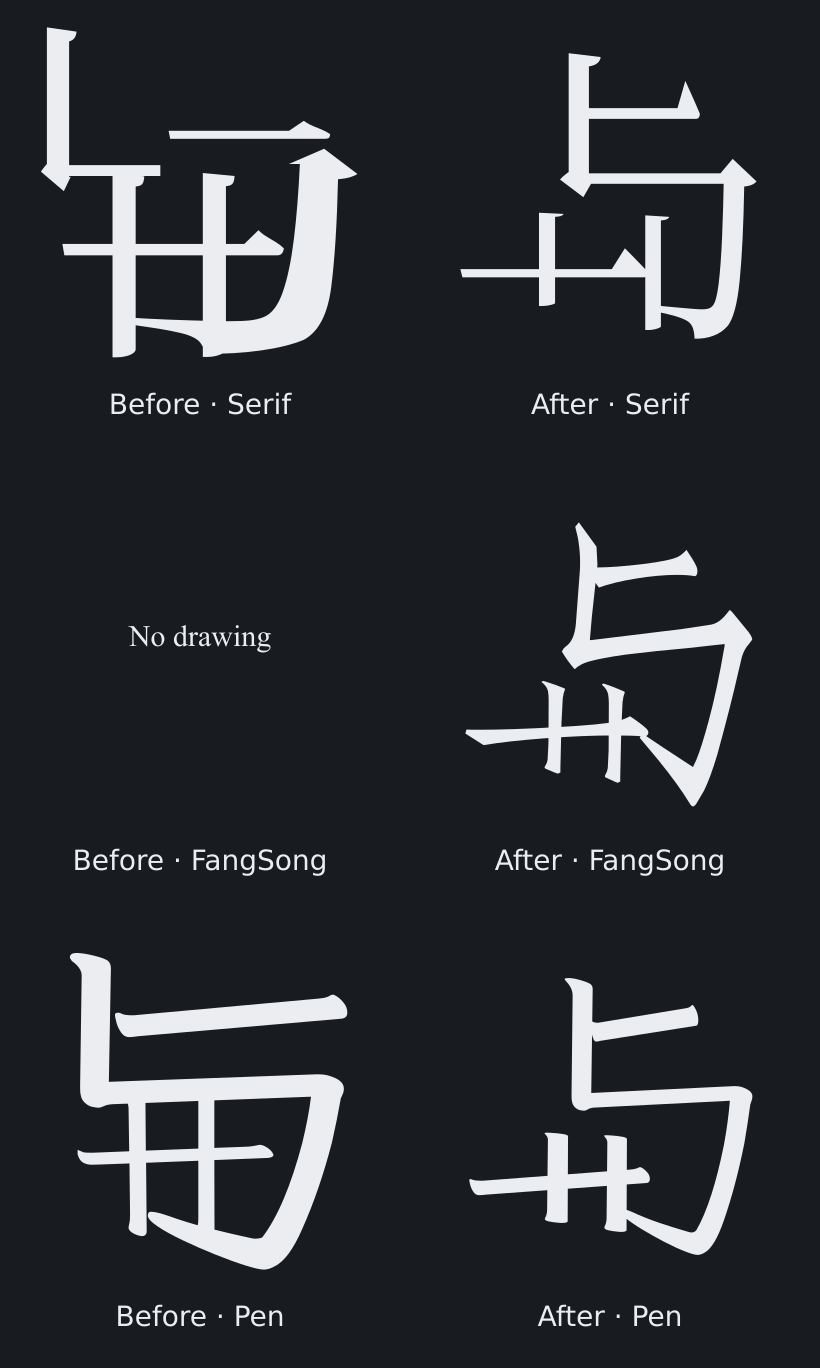 Before · Serif
After · Serif
No drawing
Before · FangSong
After · FangSong
Before · Pen
After · Pen